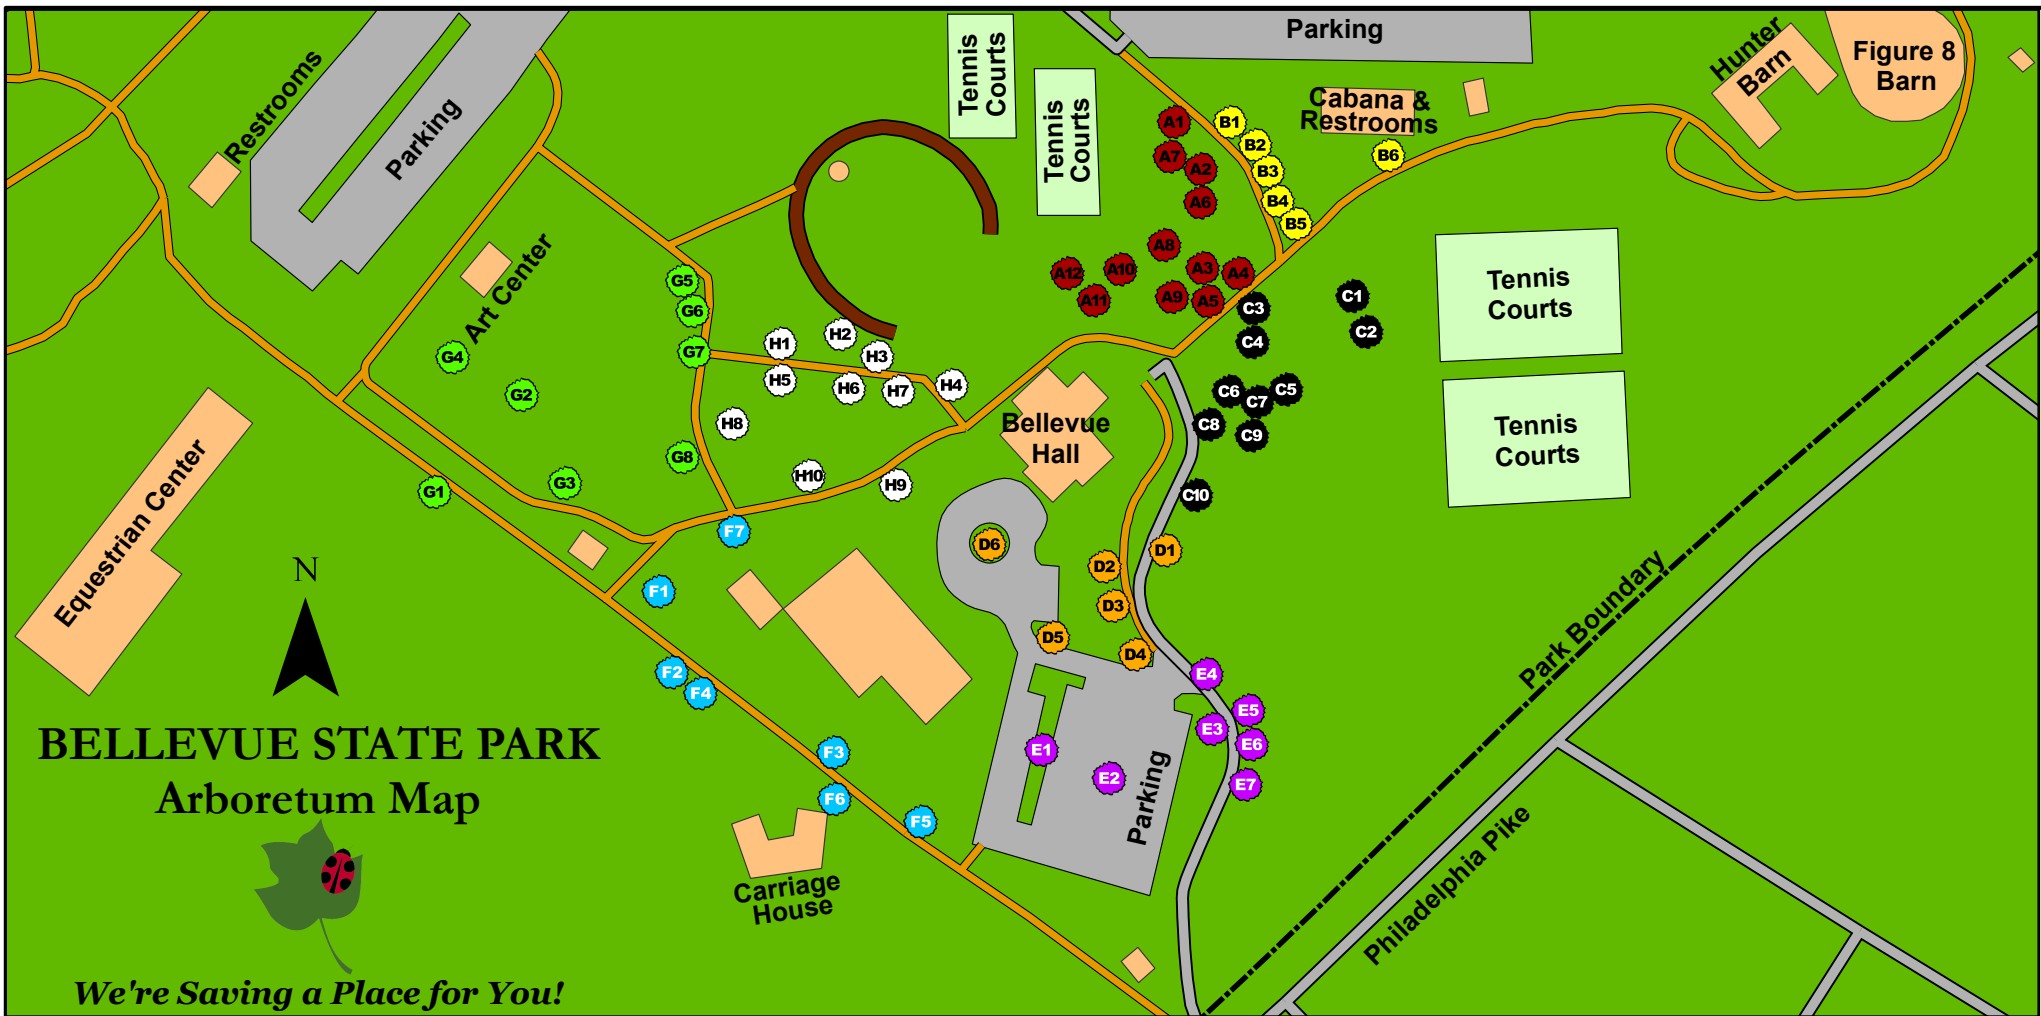 Parking
Tennis
Courts
Tennis
Courts
Restrooms
Parking
Hunter
Barn
Figure 8
Barn
Cabana &
Restrooms
A1
A7
A2
A6
A8
A3
A4
A12
A10
A11
A9
A5
B1
B2
B3
B4
B5
B6
C1
C2
C3
C4
C6
C7
C5
C8
C9
C10
Tennis
Courts
Tennis
Courts
Art Center
G5
G6
G7
G4
G2
G8
G3
G1
H1
H2
H3
H5
H6
H7
H4
H8
H10
H9
Bellevue
Hall
Equestrian Center
F7
F1
F2
F4
F3
F6
F5
D6
D2
D1
D3
D5
D4
E4
E5
E3
E6
E1
E2
E7
Parking
Carriage
House
Park Boundary
Philadelphia Pike
N
BELLEVUE STATE PARK
Arboretum Map
We're Saving a Place for You!